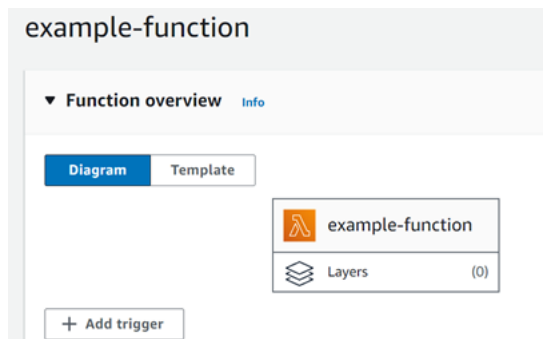 example-function
Function overview Info
Diagram Template
example-function
Layers (0)
+ Add trigger